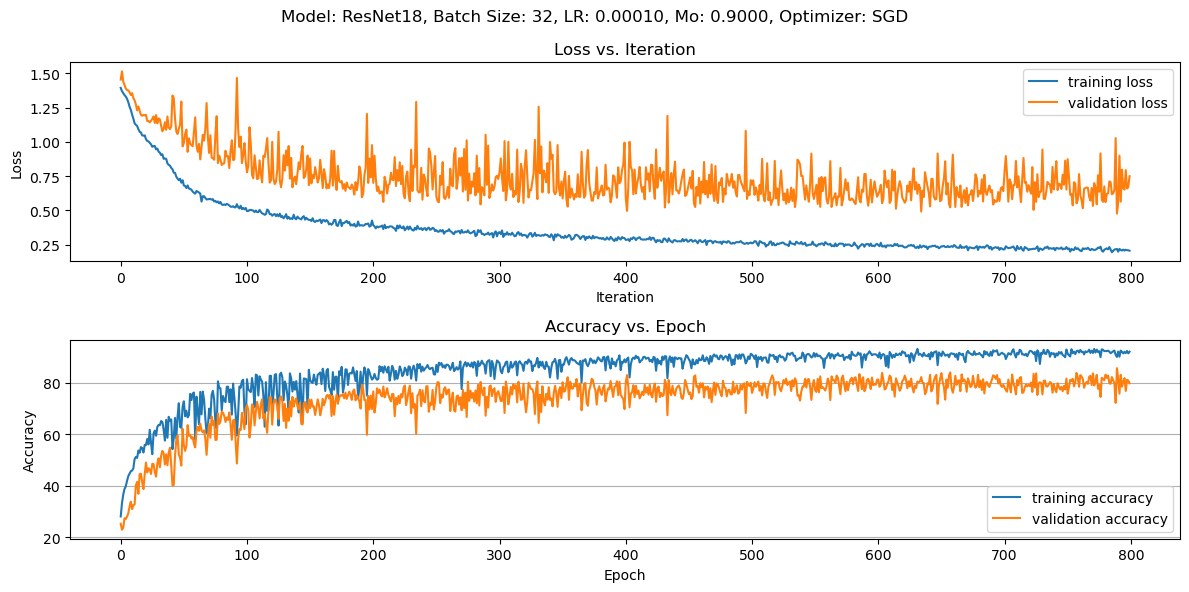 Model: ResNet18, Batch Size: 32, LR: 0.00010, Mo: 0.9000, Optimizer: SGD
Loss vs. Iteration
1.50
1.25
1.00
0.75
0.50
0.25
Loss
training loss
validation loss
0 100 200 300 400 500 600 700 800
Iteration
Accuracy vs. Epoch
80
60
40
20
Accuracy
training accuracy
validation accuracy
0 100 200 300 400 500 600 700 800
Epoch